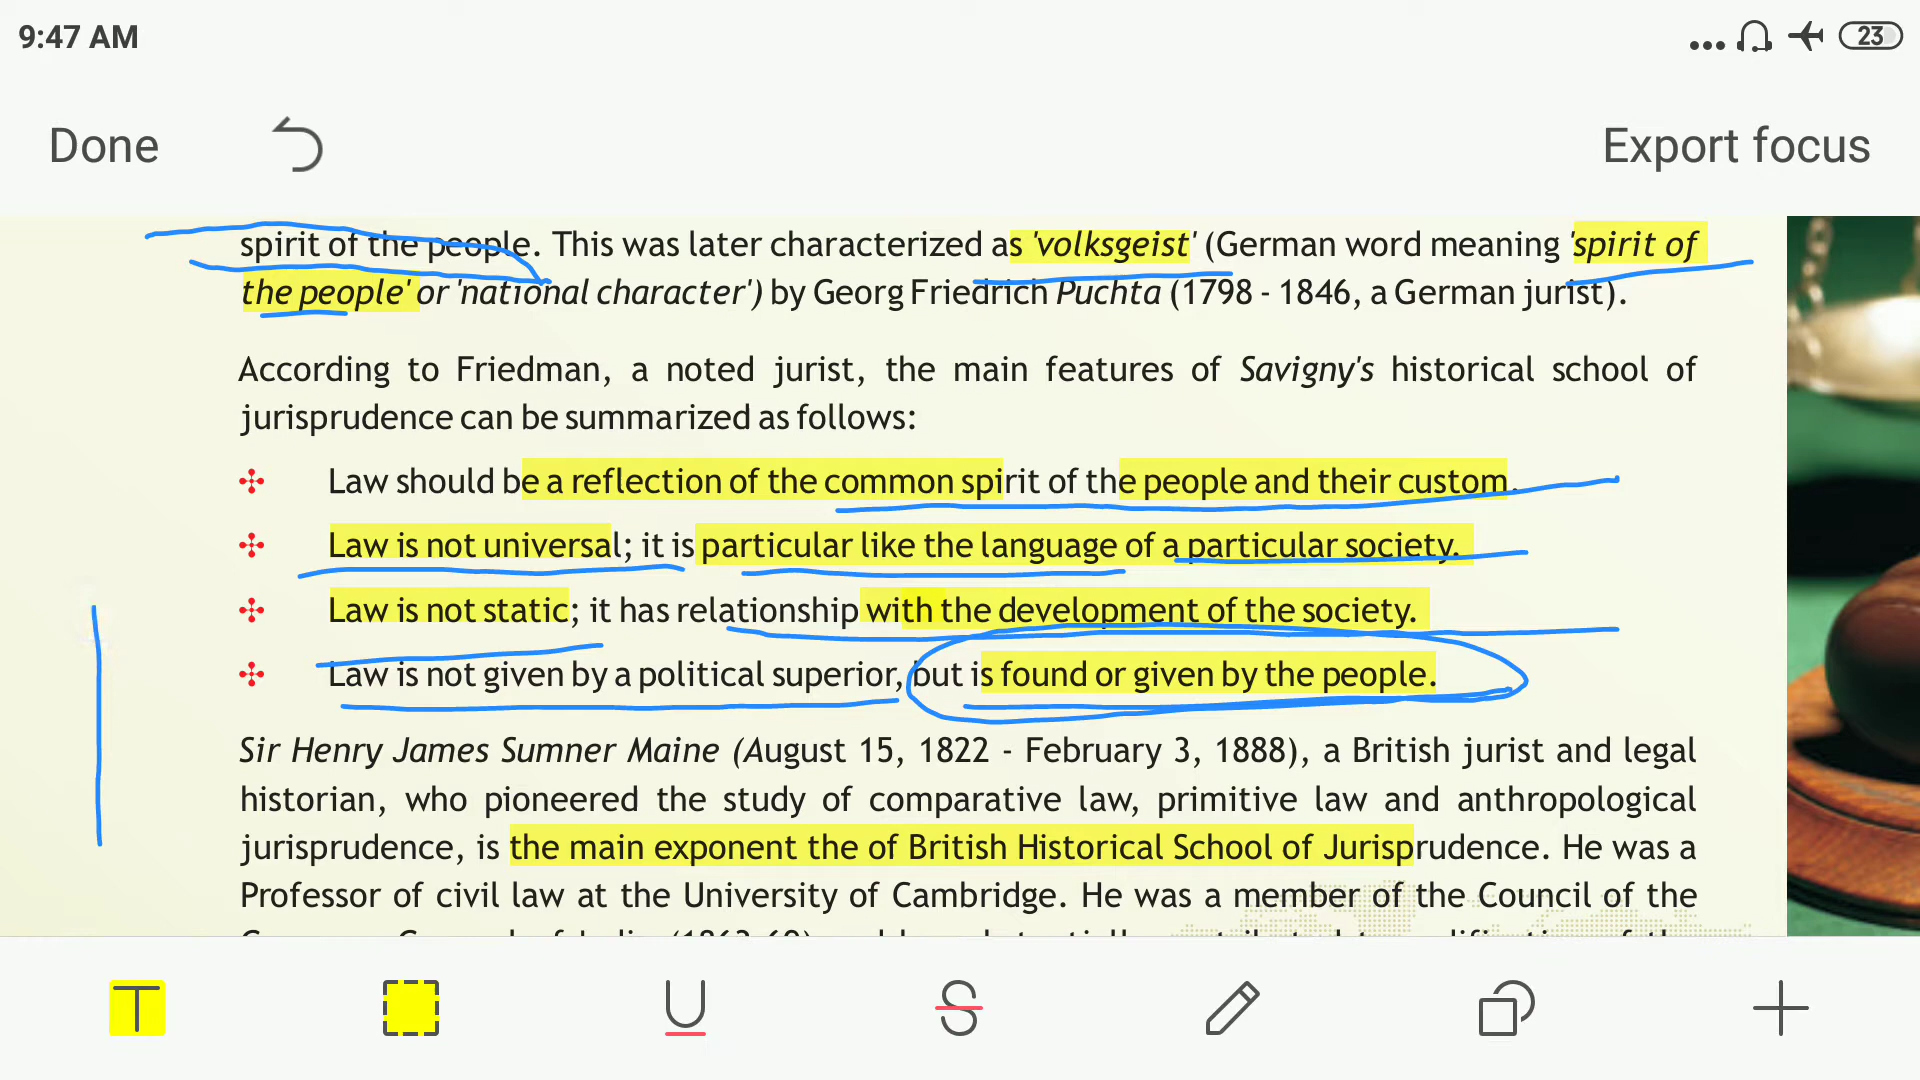 9:47 AM
23
Done
Export focus
spirit of the people. This was later characterized as 'volksgeist' (German word meaning 'spirit of
the people' or 'national character') by Georg Friedrich Puchta (1798 - 1846, a German jurist).
According to Friedman, a noted jurist, the main features of Savigny's historical school of
jurisprudence can be summarized as follows:
Law should be a reflection of the common spirit of the people and their custom.
Law is not universal; it is particular like the language of a particular society.
Law is not static; it has relationship with the development of the society.
Law is not given by a political superior, but is found or given by the people.
Sir Henry James Sumner Maine (August 15, 1822 - February 3, 1888), a British jurist and legal
historian, who pioneered the study of comparative law, primitive law and anthropological
jurisprudence, is the main exponent the of British Historical School of Jurisprudence. He was a
Professor of civil law at the University of Cambridge. He was a member of the Council of the